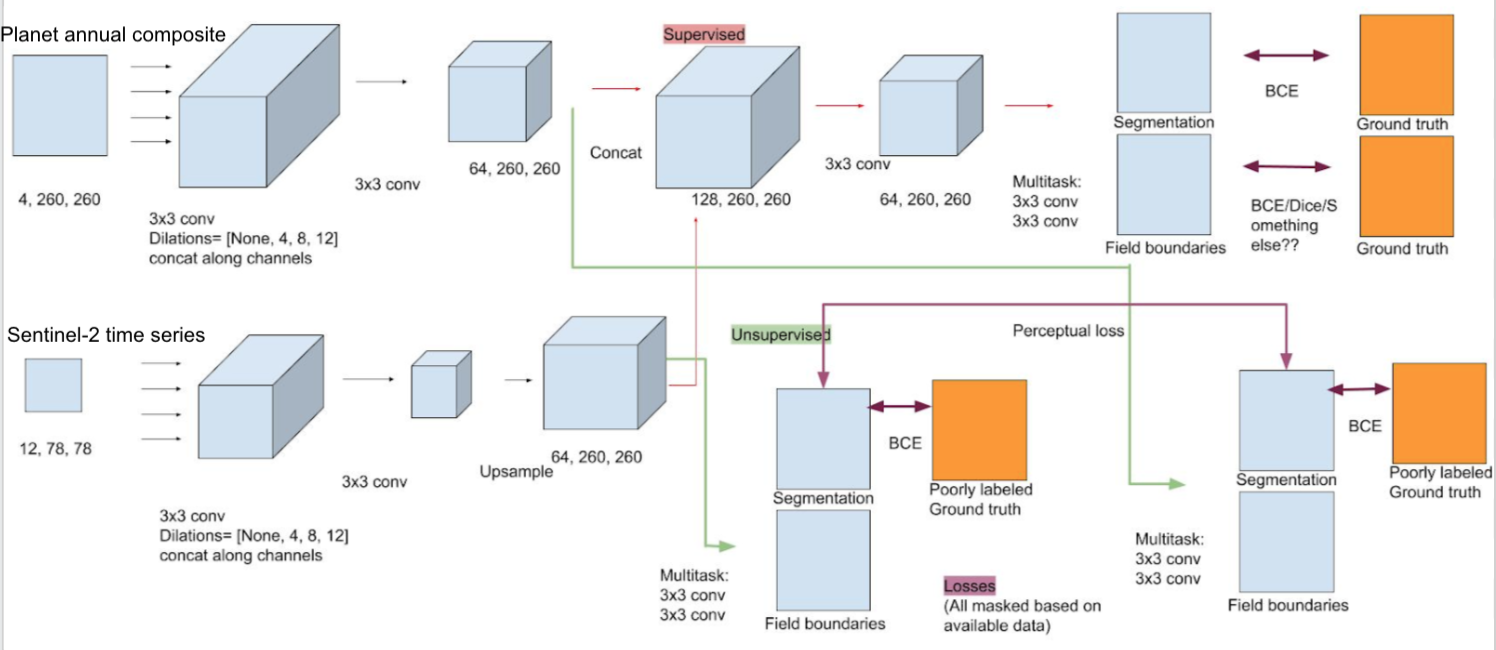 Planet annual composite
4, 260, 260
3x3 conv
Dilations= [None, 4, 8, 12]
concat along channels
3x3 conv
64, 260, 260
Supervised
Concat
128, 260, 260
3x3 conv
64, 260, 260
Multitask:
3x3 conv
3x3 conv
Segmentation
BCE
Ground truth
Field boundaries
BCE/Dice/S
omething
else??
Ground truth
Sentinel-2 time series
12, 78, 78
3x3 conv
Dilations= [None, 4, 8, 12]
concat along channels
3x3 conv
Upsample
64, 260, 260
Unsupervised
Perceptual loss
Multitask:
3x3 conv
3x3 conv
Segmentation
BCE
Poorly labeled
Ground truth
Field boundaries
Losses
(All masked based on
available data)
Multitask:
3x3 conv
3x3 conv
Segmentation
BCE
Poorly labeled
Ground truth
Field boundaries